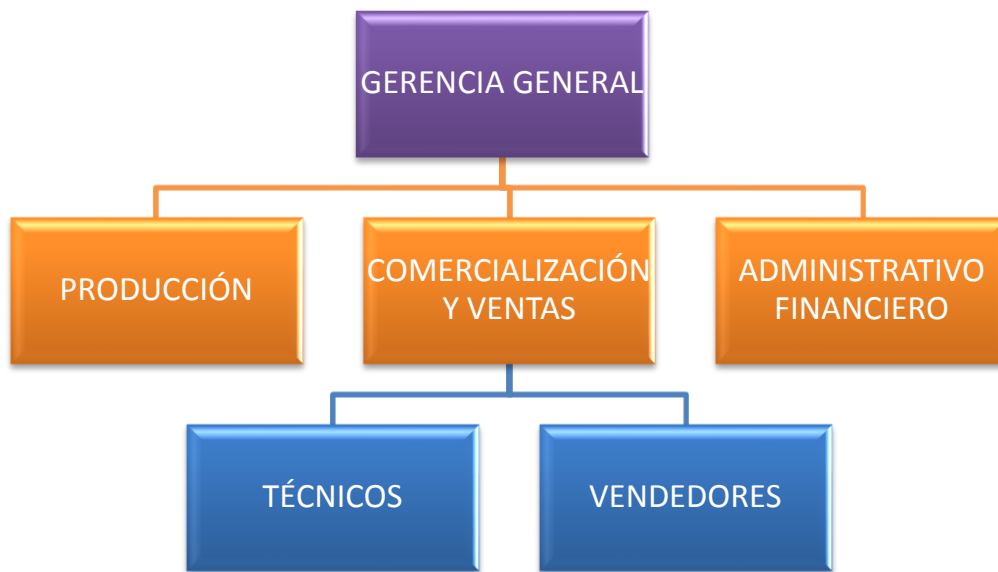 GERENCIA GENERAL
PRODUCCIÓN
COMERCIALIZACIÓN
Y VENTAS
ADMINISTRATIVO
FINANCIERO
TÉCNICOS
VENDEDORES